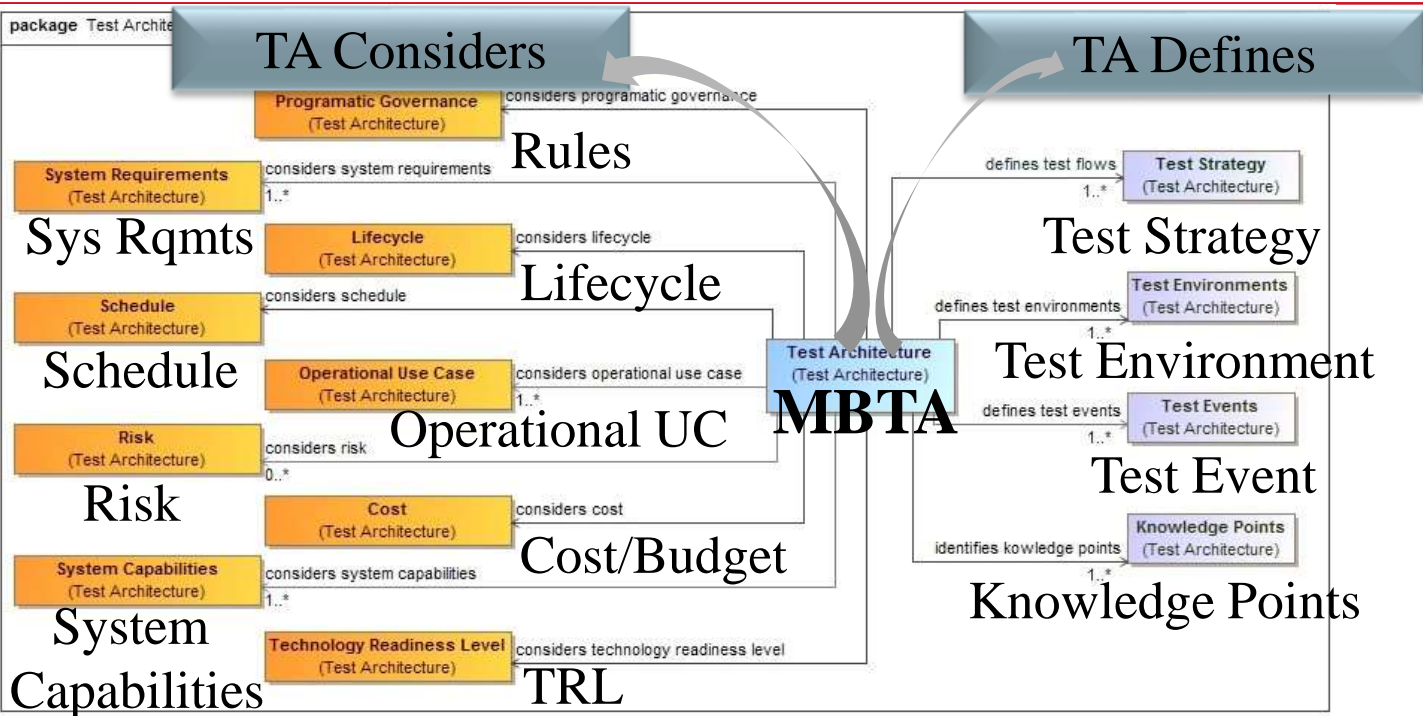 package Test Archite
TA Considers
TA Defines
Programatic Governance
(Test Architecture)
considers programatic governance
Rules
System Requirements
(Test Architecture)
considers system requirements
1..*
Sys Rqmts
Lifecycle
(Test Architecture)
considers lifecycle
Lifecycle
Schedule
(Test Architecture)
considers schedule
Schedule
Operational Use Case
(Test Architecture)
considers operational use case
1..*
Operational UC
Risk
(Test Architecture)
considers risk
0..*
Risk
Cost
(Test Architecture)
considers cost
Cost/Budget
System Capabilities
(Test Architecture)
considers system capabilities
1..*
System
Capabilities
Technology Readiness Level
(Test Architecture)
considers technology readiness level
TRL
Test Architecture
(Test Architecture)
MBTA
defines test flows
1..*
Test Strategy
(Test Architecture)
Test Strategy
defines test environments
1..*
Test Environments
(Test Architecture)
Test Environment
defines test events
1..*
Test Events
(Test Architecture)
Test Event
identifies kowledge points
1..*
Knowledge Points
(Test Architecture)
Knowledge Points